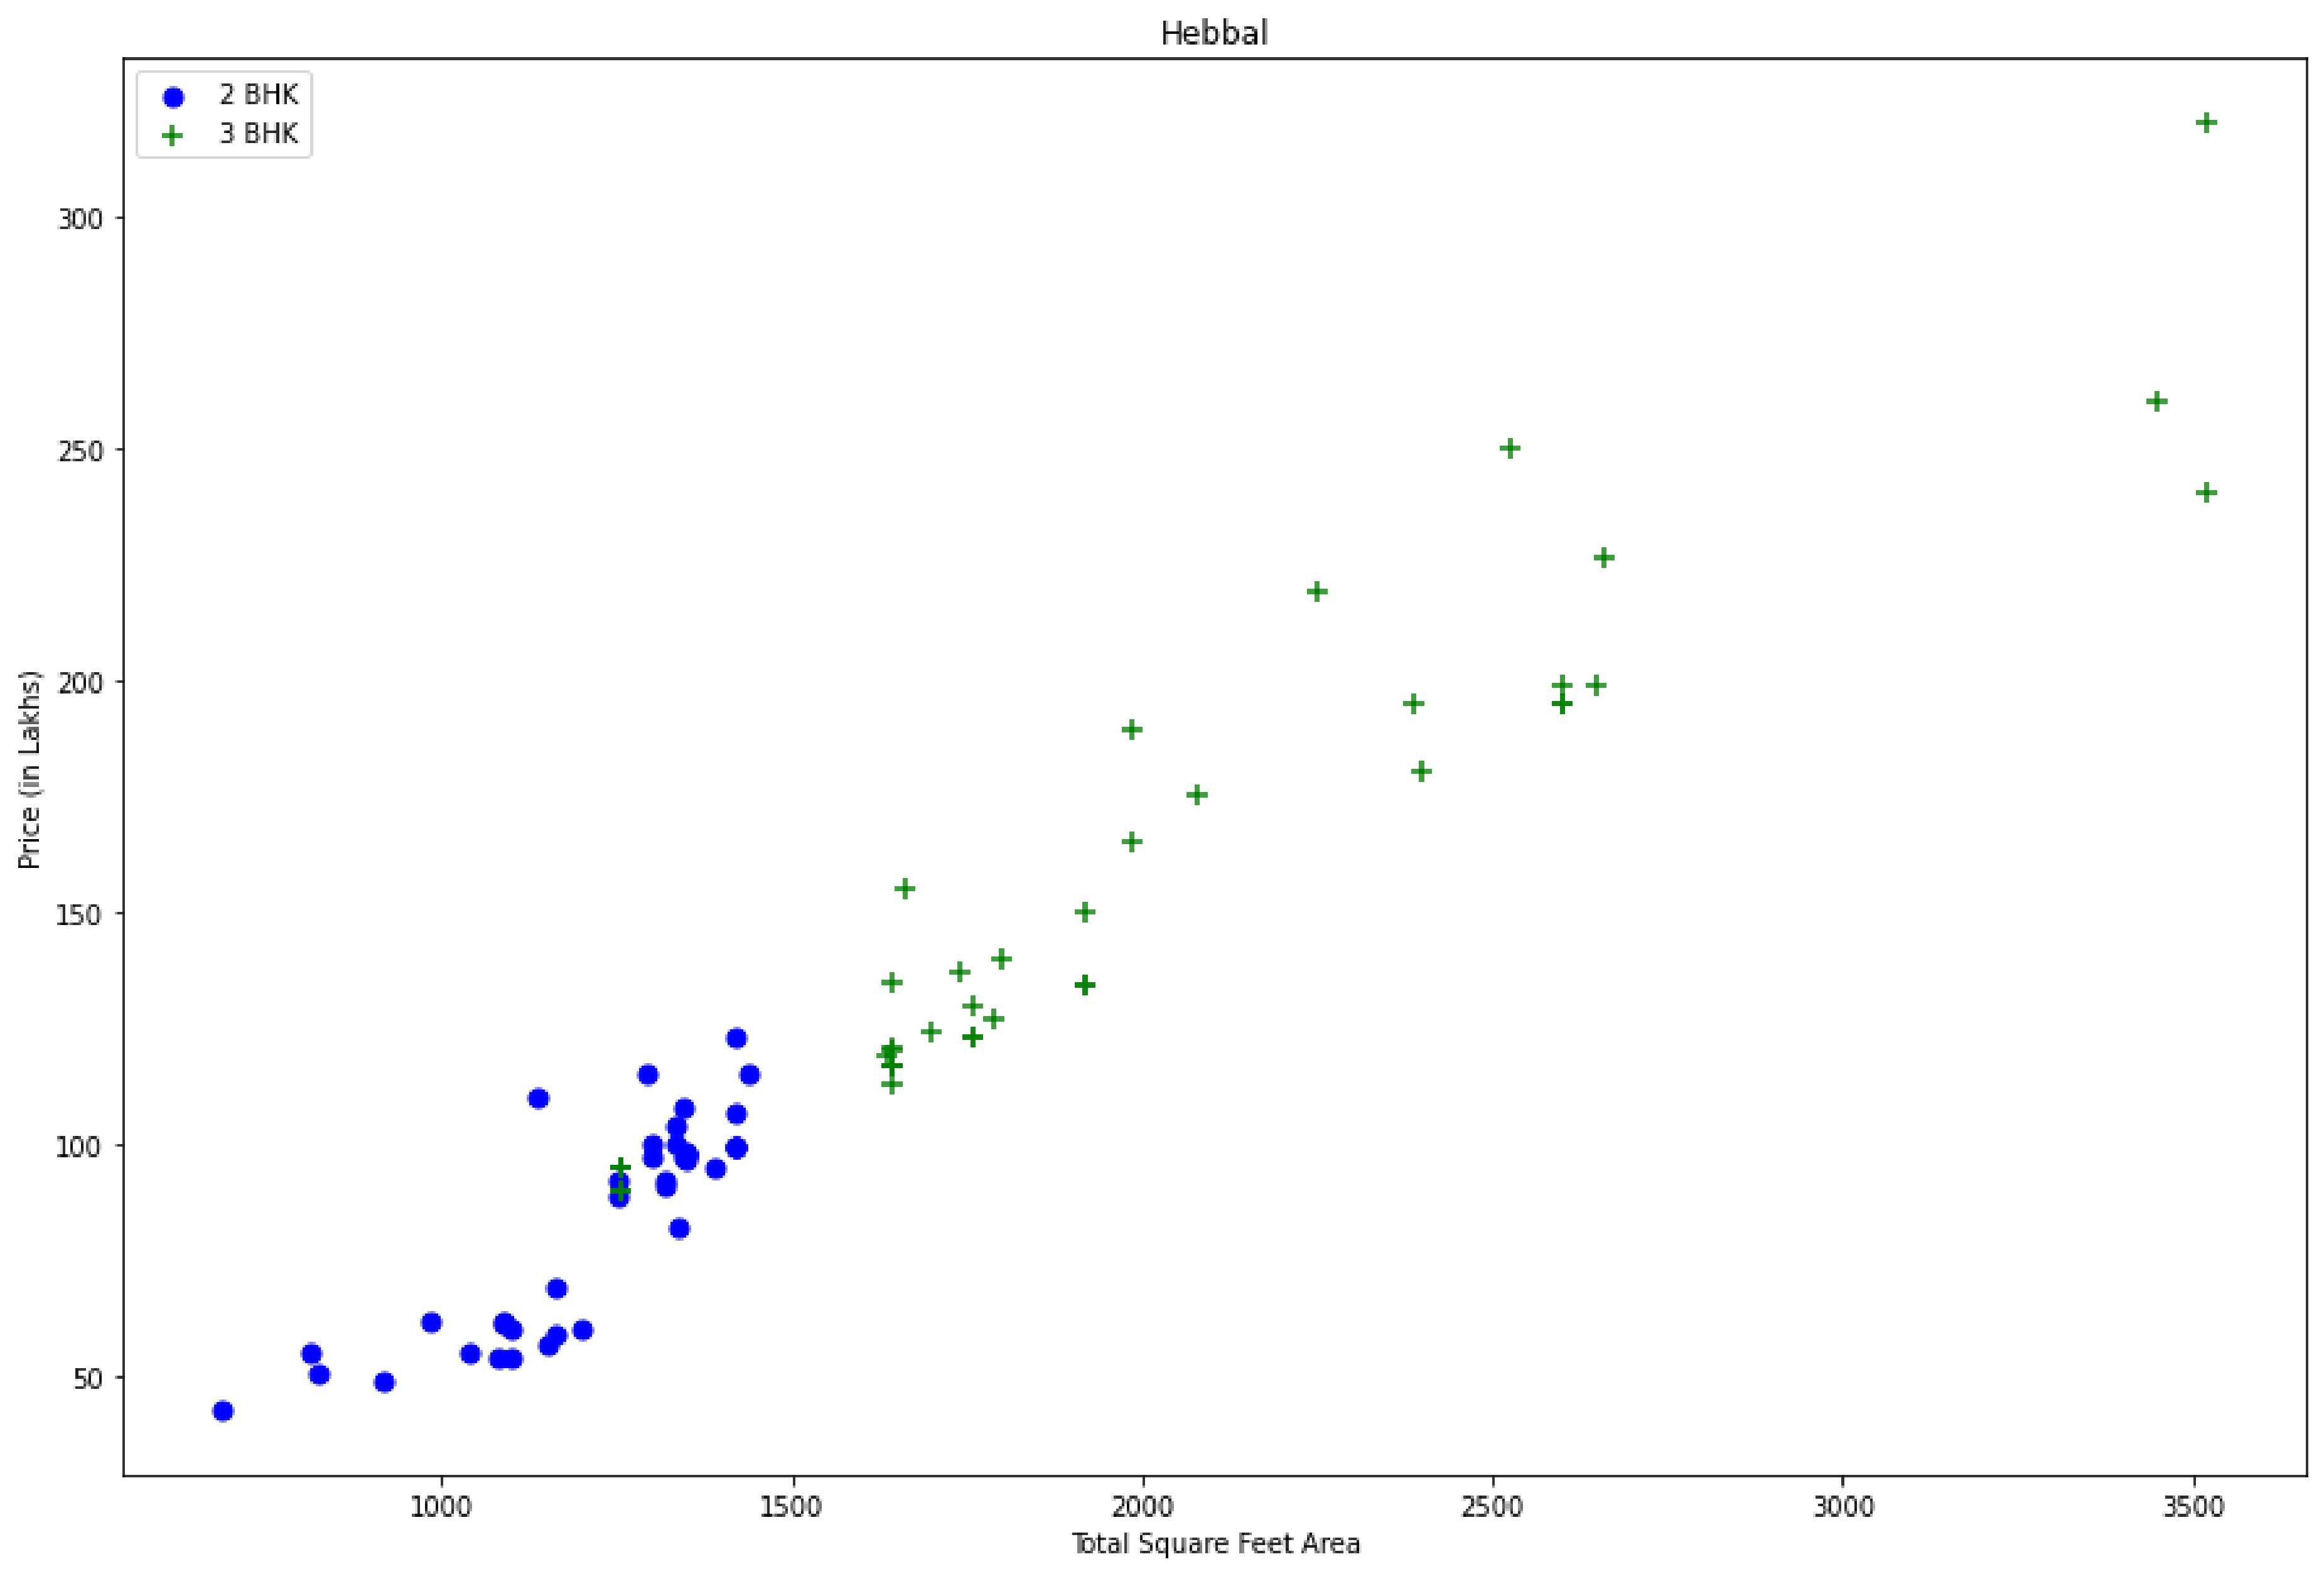 Hebbal
2 BHK
3 BHK
300
250
200
150
100
50
Price (in Lakhs)
1000 1500 2000 2500 3000 3500
Total Square Feet Area